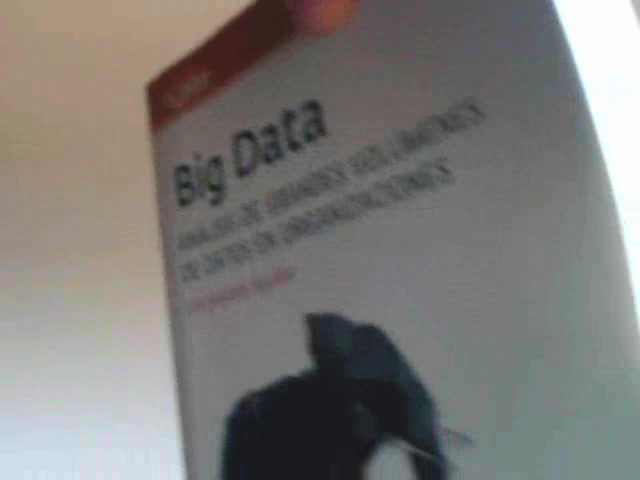 Big Data
ANÁLISIS DE GRANDES VOLÚMENES
DE DATOS EN ORGANIZACIONES